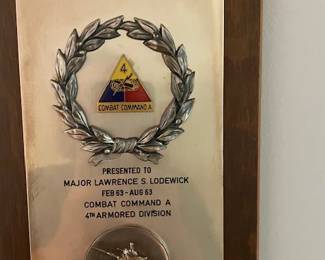 4
COMBAT COMMAND A
PRESENTED TO
MAJOR LAWRENCE S. LODEWICK
FEB 63 - AUG 63
COMBAT COMMAND A
4TH ARMORED DIVISION